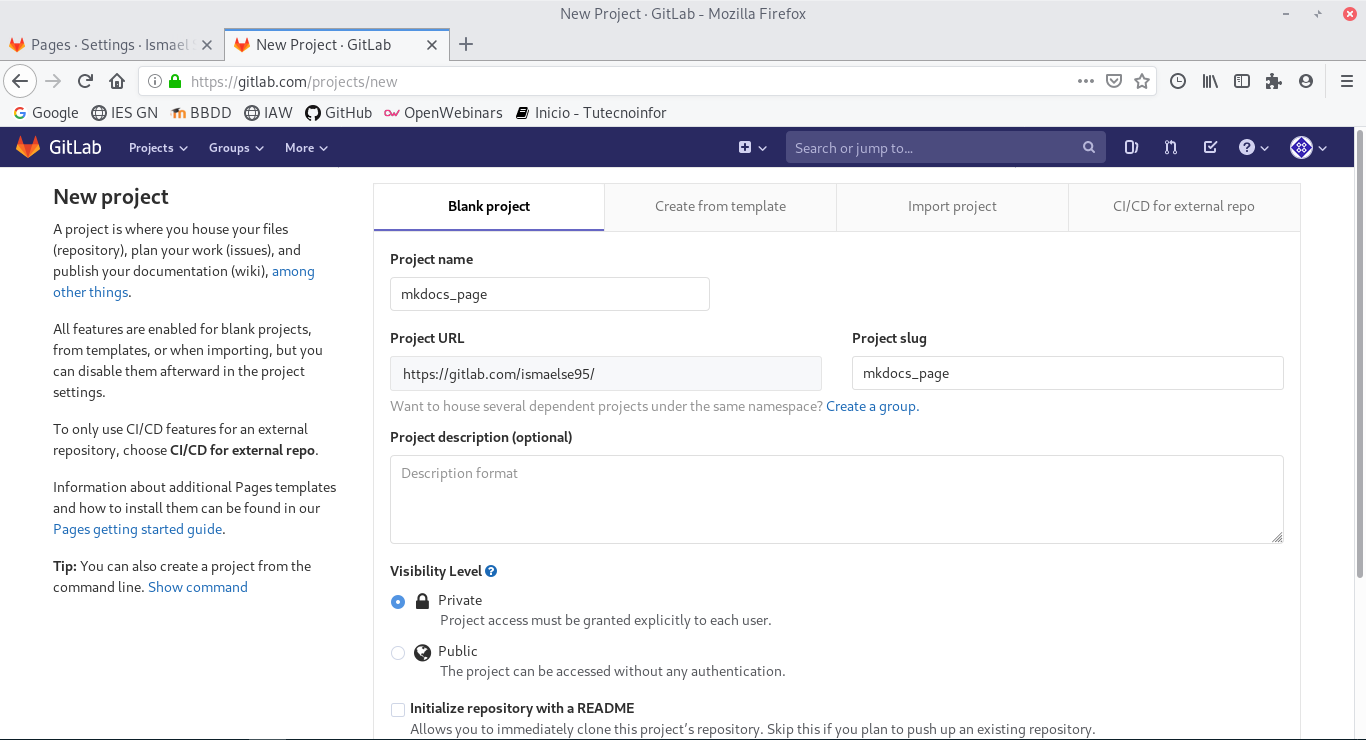 New Project · GitLab - Mozilla Firefox
Pages · Settings · Ismael
New Project · GitLab
https://gitlab.com/projects/new
Google IES GN BBDD IAW GitHub OpenWebinars Inicio - Tutecnoinfor
GitLab Projects Groups More Search or jump to...
New project
A project is where you house your files
(repository), plan your work (issues), and
publish your documentation (wiki), among
other things.
All features are enabled for blank projects,
from templates, or when importing, but you
can disable them afterward in the project
settings.
To only use CI/CD features for an external
repository, choose CI/CD for external repo.
Information about additional Pages templates
and how to install them can be found in our
Pages getting started guide.
Tip: You can also create a project from the
command line. Show command
Blank project Create from template Import project CI/CD for external repo
Project name
mkdocs_page
Project URL
https://gitlab.com/ismaelse95/
Project slug
mkdocs_page
Want to house several dependent projects under the same namespace? Create a group.
Project description (optional)
Description format
Visibility Level
Private
Project access must be granted explicitly to each user.
Public
The project can be accessed without any authentication.
Initialize repository with a README
Allows you to immediately clone this project’s repository. Skip this if you plan to push up an existing repository.